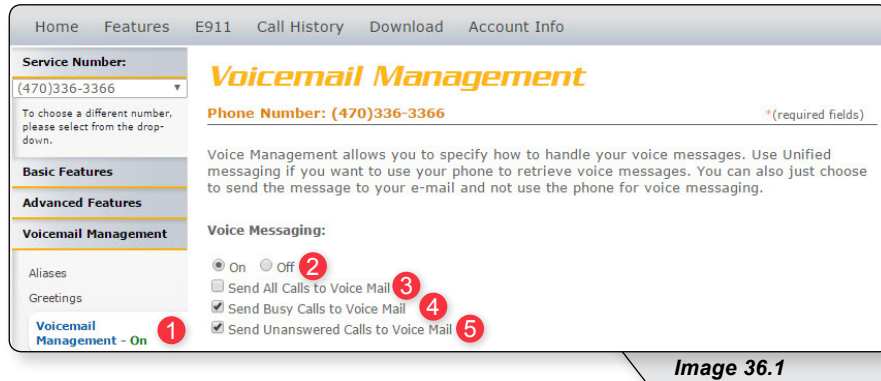 Home Features E911 Call History Download Account Info
Service Number:
(470)336-3366
To choose a different number,
please select from the drop-
down.
Basic Features
Advanced Features
Voicemail Management
Aliases
Greetings
Voicemail
Management - On 1
Voicemail Management
Phone Number: (470)336-3366 *(required fields)
Voice Management allows you to specify how to handle your voice messages. Use Unified
messaging if you want to use your phone to retrieve voice messages. You can also just choose
to send the message to your e-mail and not use the phone for voice messaging.
Voice Messaging:
On Off 2
Send All Calls to Voice Mail 3
Send Busy Calls to Voice Mail 4
Send Unanswered Calls to Voice Mail 5
Image 36.1